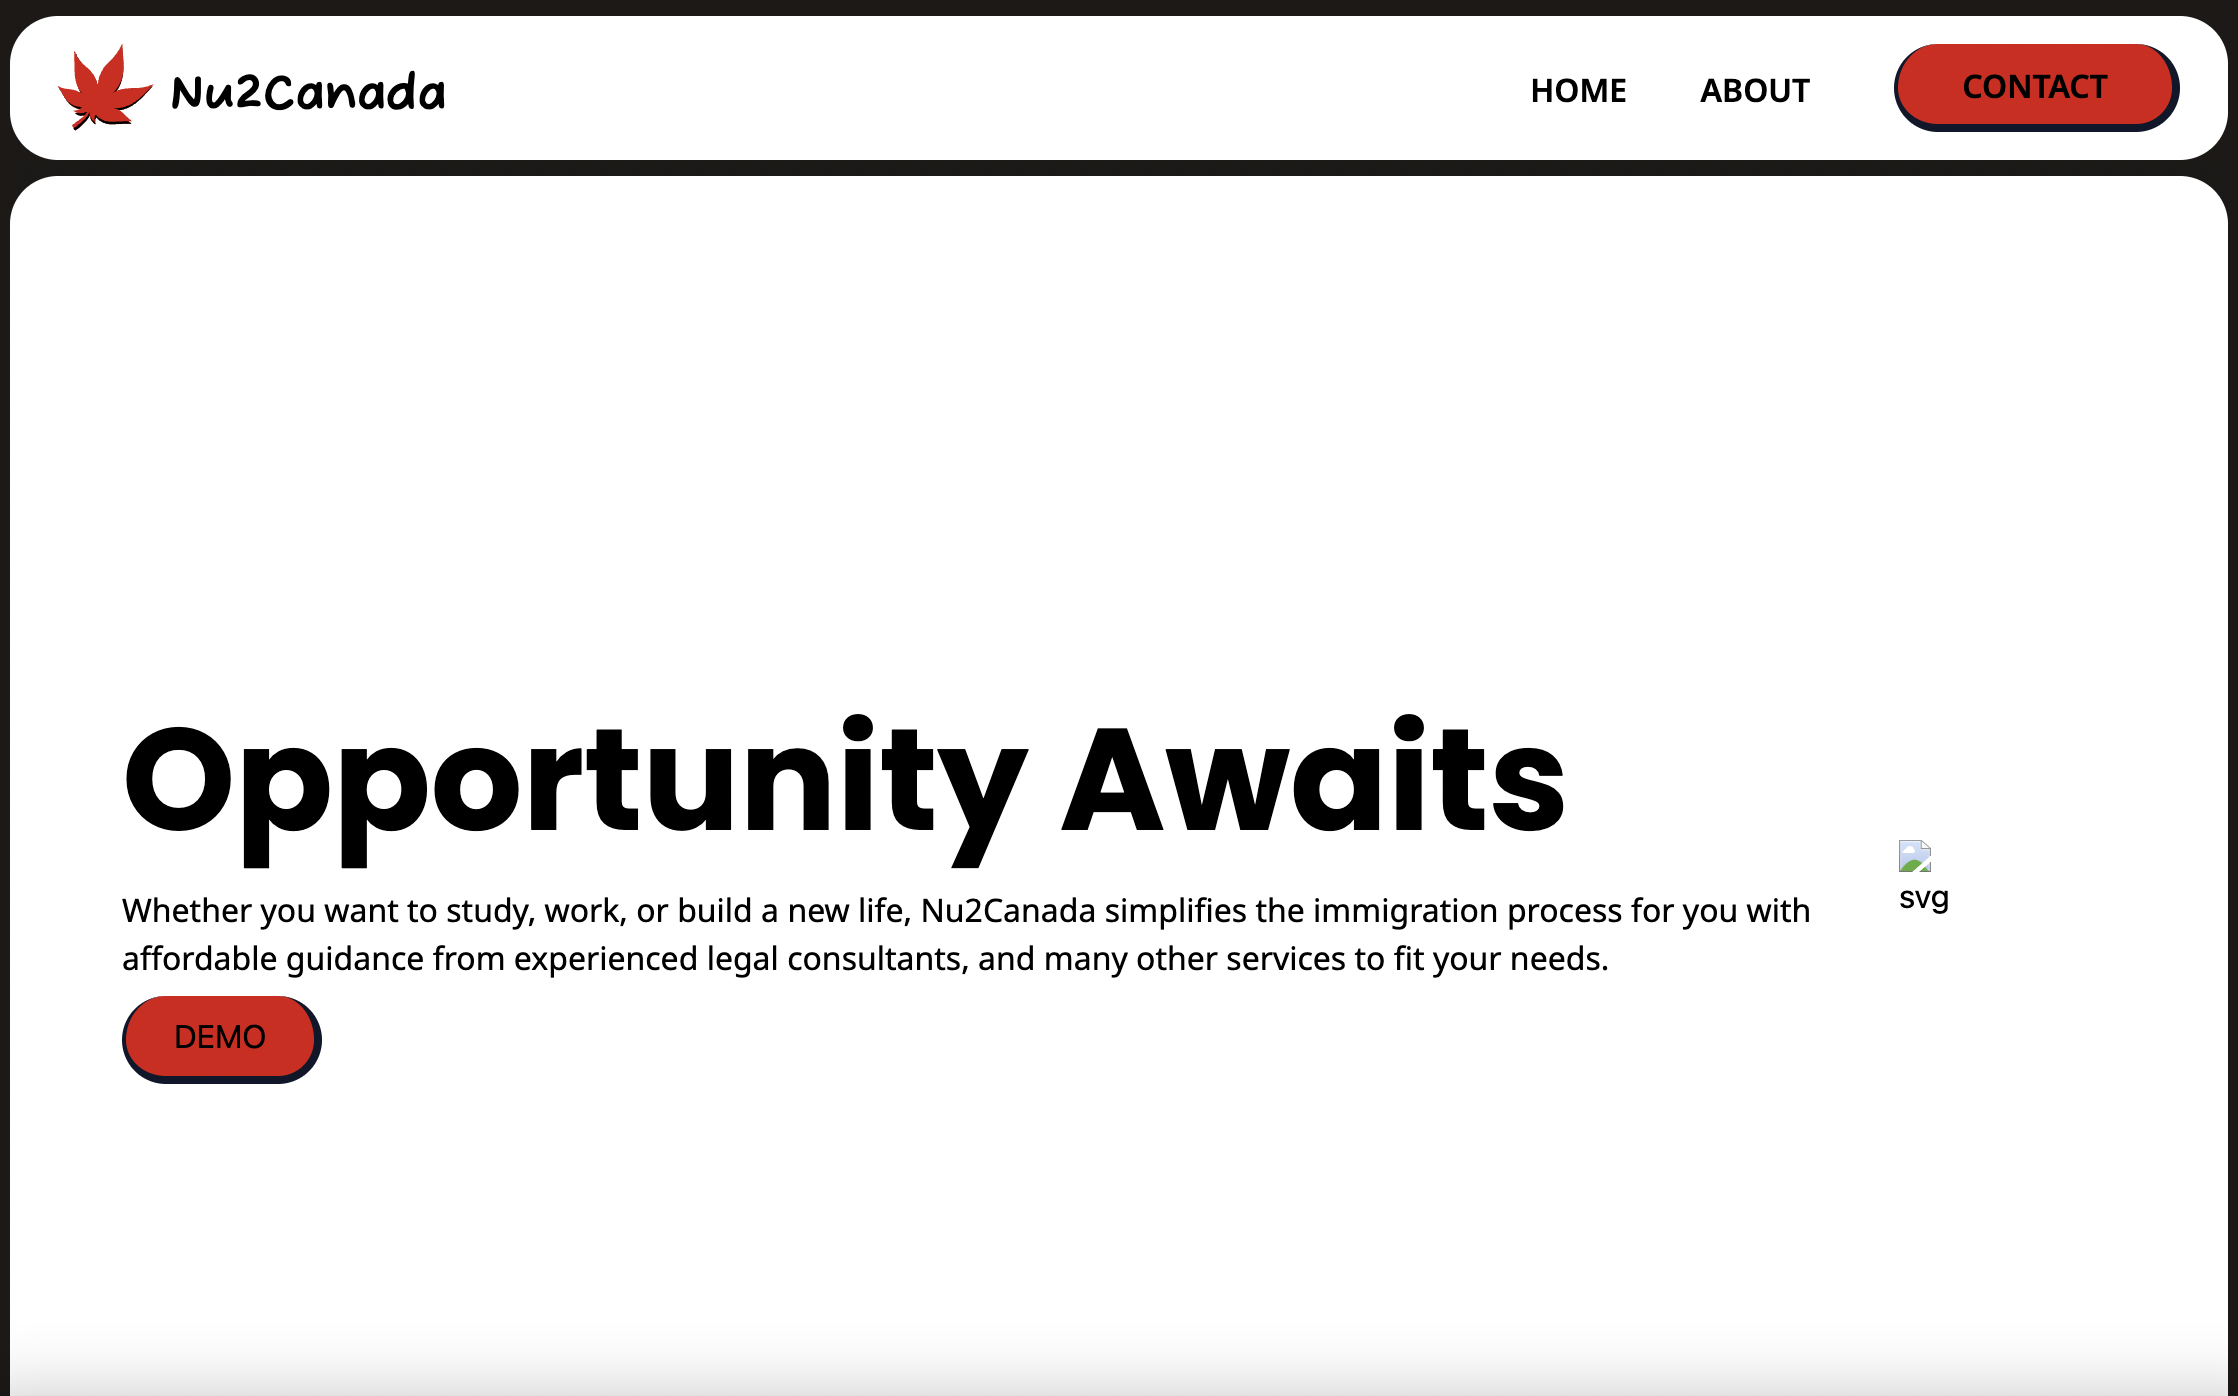 Nu2Canada
HOME
ABOUT
CONTACT
Opportunity Awaits
Whether you want to study, work, or build a new life, Nu2Canada simplifies the immigration process for you with
affordable guidance from experienced legal consultants, and many other services to fit your needs.
svg
DEMO